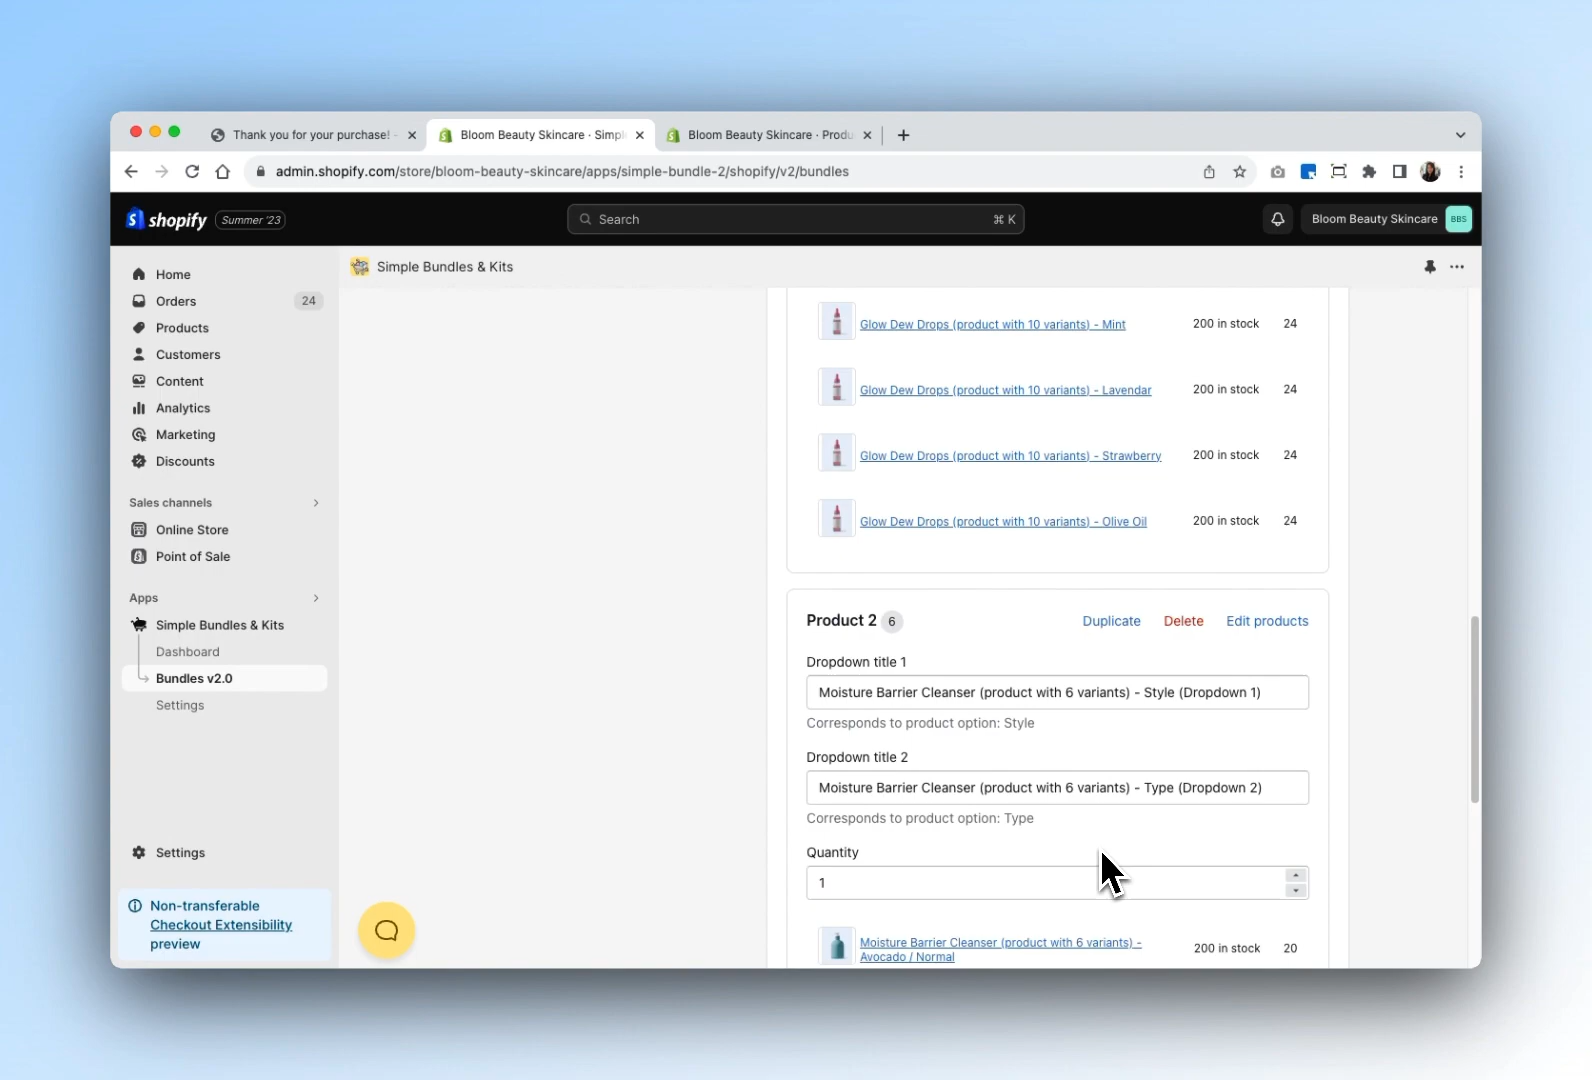 Thank you for your purchase! -
Bloom Beauty Skincare · Simpl
Bloom Beauty Skincare · Produ
admin.shopify.com/store/bloom-beauty-skincare/apps/simple-bundle-2/shopify/v2/bundles
shopify
Summer '23
Search
⌘ K
Bloom Beauty Skincare
BBS
Home
Orders
24
Products
Customers
Content
Analytics
Marketing
Discounts
Sales channels
Online Store
Point of Sale
Apps
Simple Bundles & Kits
Dashboard
Bundles v2.0
Settings
Settings
Non-transferable
Checkout Extensibility
preview
Simple Bundles & Kits
Glow Dew Drops (product with 10 variants) - Mint
200 in stock
24
Glow Dew Drops (product with 10 variants) - Lavendar
200 in stock
24
Glow Dew Drops (product with 10 variants) - Strawberry
200 in stock
24
Glow Dew Drops (product with 10 variants) - Olive Oil
200 in stock
24
Product 2
6
Duplicate
Delete
Edit products
Dropdown title 1
Moisture Barrier Cleanser (product with 6 variants) - Style (Dropdown 1)
Corresponds to product option: Style
Dropdown title 2
Moisture Barrier Cleanser (product with 6 variants) - Type (Dropdown 2)
Corresponds to product option: Type
Quantity
1
Moisture Barrier Cleanser (product with 6 variants) -
Avocado / Normal
200 in stock
20